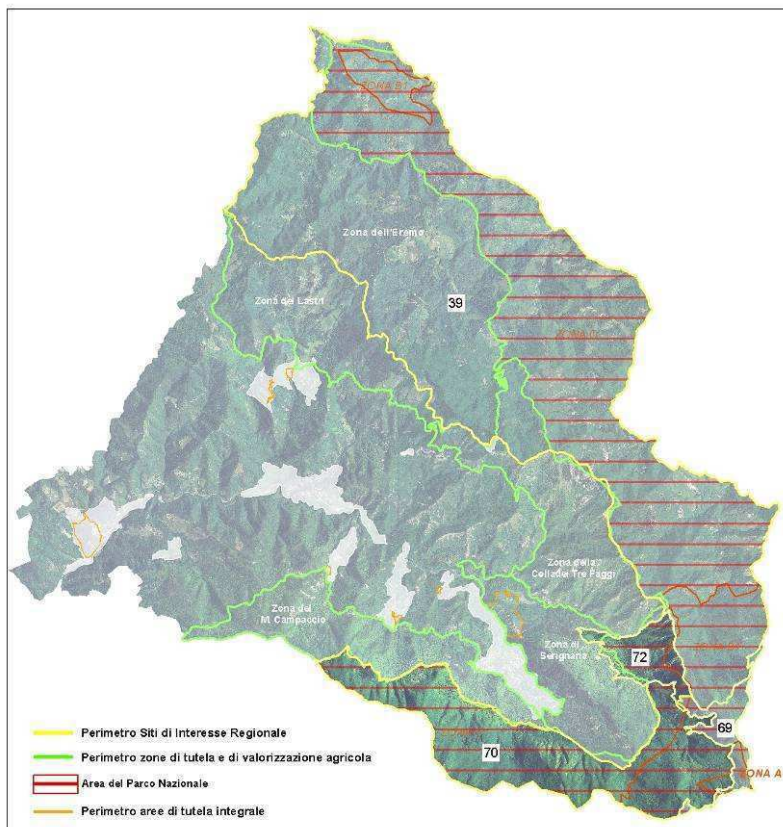 ZONA B1
Zona dell'Eremo
Zona dei Lastri
39
Zona della
Colla dei Tre Faggi
Zona del
M. Campaccio
Zona di
72
69
70
ZONA A
Perimetro Siti di Interesse Regionale
Perimetro zone di tutela e di valorizzazione agricola
Area del Parco Nazionale
Perimetro aree di tutela integrale